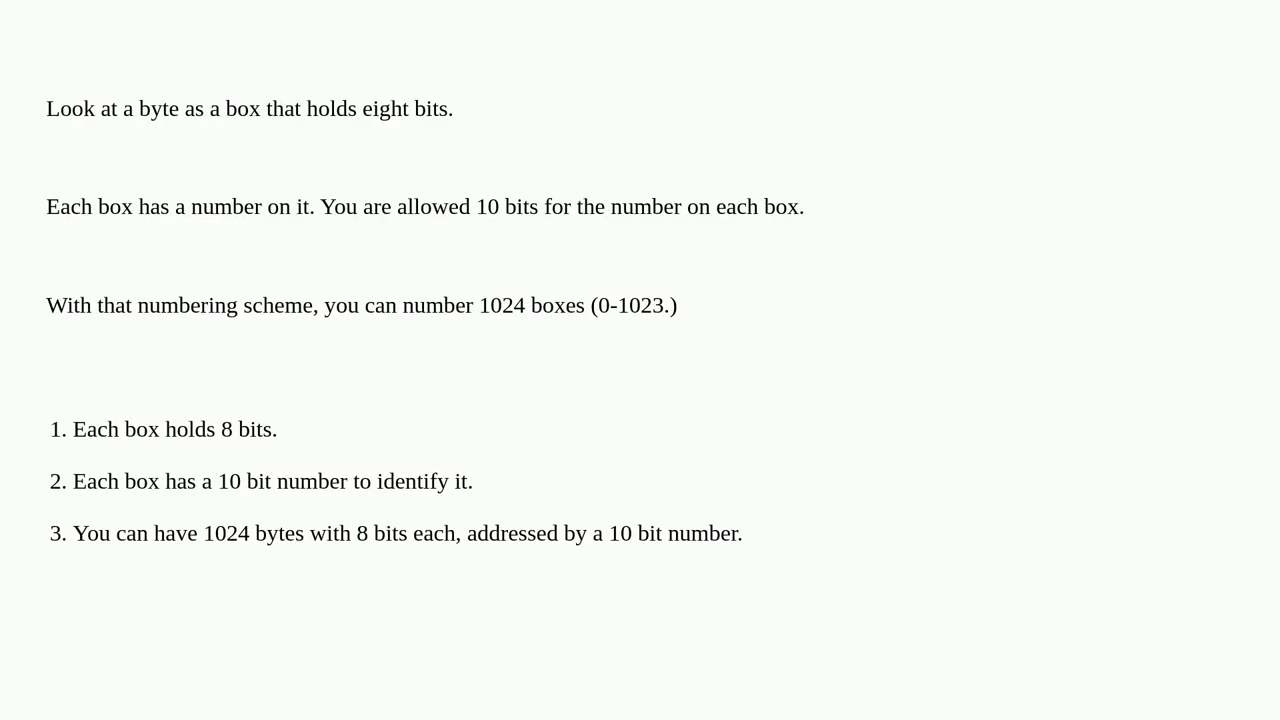 Look at a byte as a box that holds eight bits.
Each box has a number on it. You are allowed 10 bits for the number on each box.
With that numbering scheme, you can number 1024 boxes (0-1023.)
1. Each box holds 8 bits.
2. Each box has a 10 bit number to identify it.
3. You can have 1024 bytes with 8 bits each, addressed by a 10 bit number.